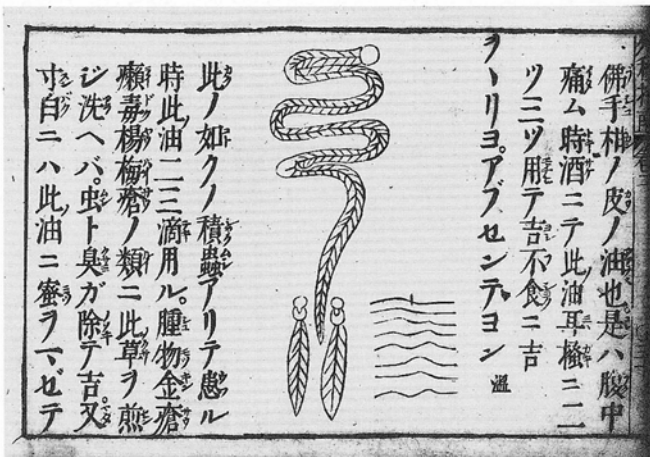 佛手柑ノ皮ノ油也是ハ腹中
痛ム時酒ニテ此油耳掻ニ二
ツ三ツ用テ吉不食ニ吉
ヲヽリヨ。アブセンテヨン 温
此ノ如クノ積蟲アリテ患ル
時此油二三滴用ル。腫物金瘡
癩毒楊梅瘡ノ類ニ此草ヲ煎
ジ洗ヘバ。虫ト臭ガ除テ吉。又
寸白ニハ此油ニ蜜ヲマゼテ